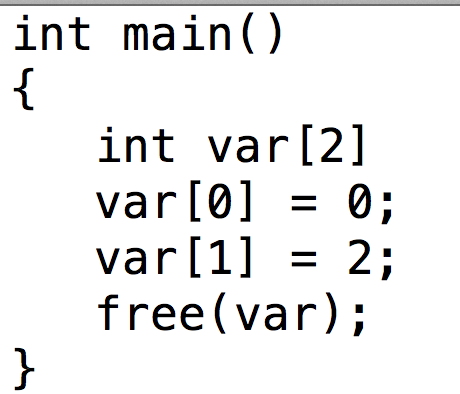 int main()
{
int var[2]
var[0] = 0;
var[1] = 2;
free(var);
}